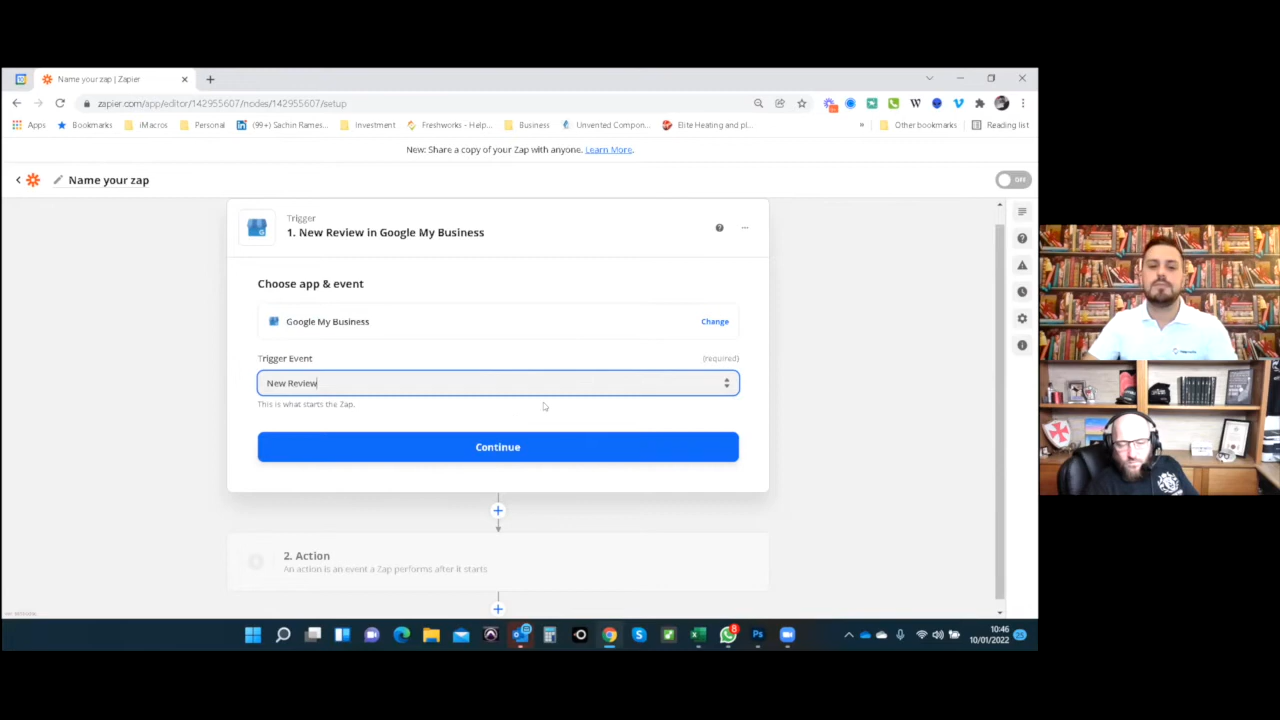 Name your zap | Zapier
zapier.com/app/editor/142955607/nodes/142955607/setup
Apps
Bookmarks
iMacros
Personal
(99+) Sachin Rames...
Investment
Freshworks - Help...
Business
Unvented Compon...
Elite Heating and pl...
»
Other bookmarks
Reading list
New: Share a copy of your Zap with anyone. Learn More.
Name your zap
OFF
Trigger
1. New Review in Google My Business
Choose app & event
Google My Business
Change
Trigger Event
(required)
New Review
This is what starts the Zap.
Continue
2. Action
An action is an event a Zap performs after it starts
8
10:46
10/01/2022
25